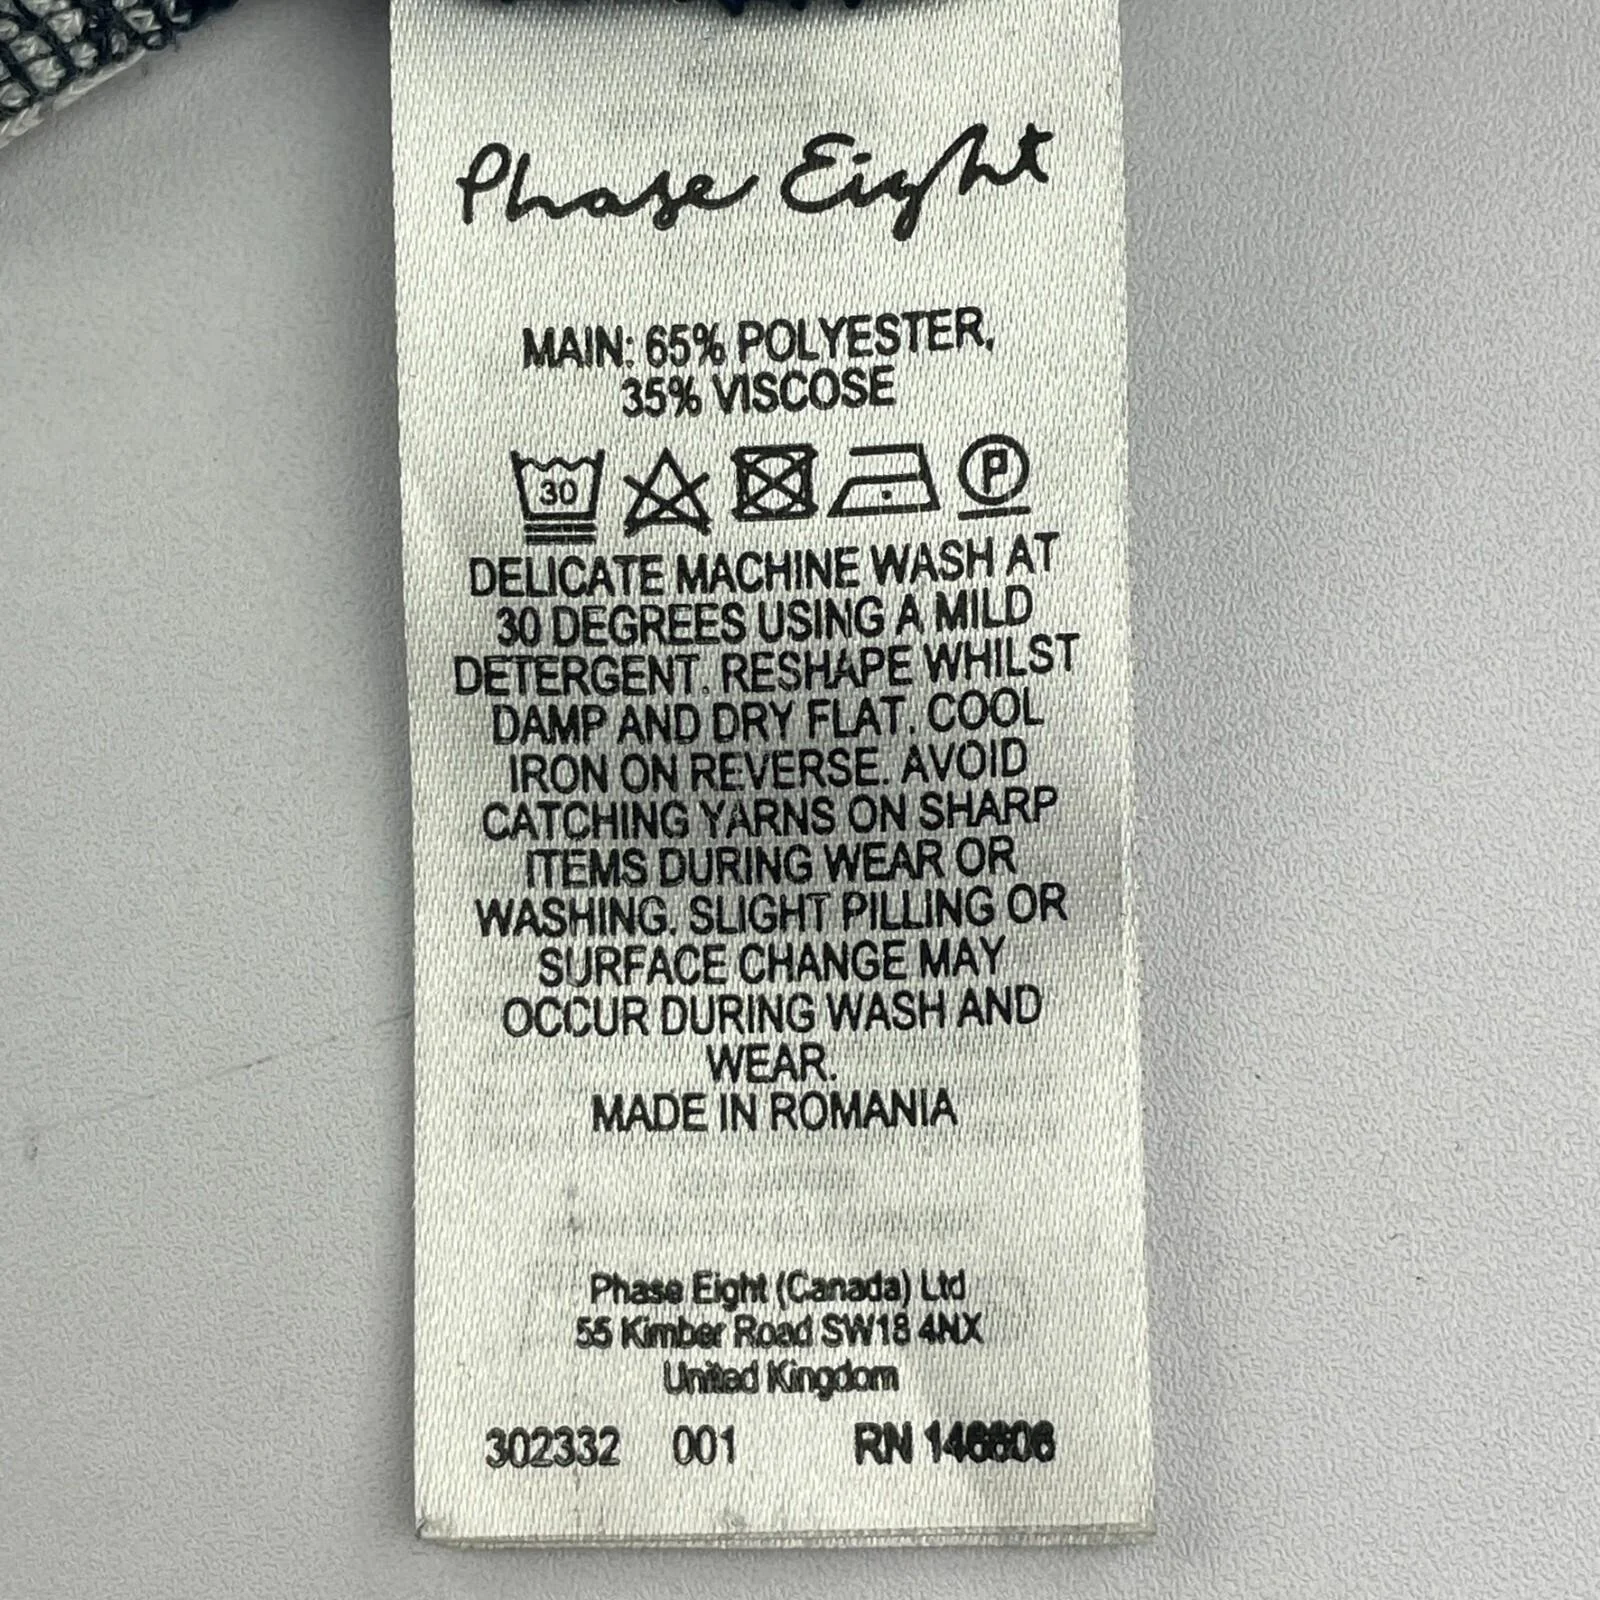 Phase Eight
MAIN: 65% POLYESTER,
35% VISCOSE
30 P
DELICATE MACHINE WASH AT
30 DEGREES USING A MILD
DETERGENT. RESHAPE WHILST
DAMP AND DRY FLAT. COOL
IRON ON REVERSE. AVOID
CATCHING YARNS ON SHARP
ITEMS DURING WEAR OR
WASHING. SLIGHT PILLING OR
SURFACE CHANGE MAY
OCCUR DURING WASH AND
WEAR.
MADE IN ROMANIA
Phase Eight (Canada) Ltd
55 Kimber Road SW18 4NX
United Kingdom
302332 001 RN